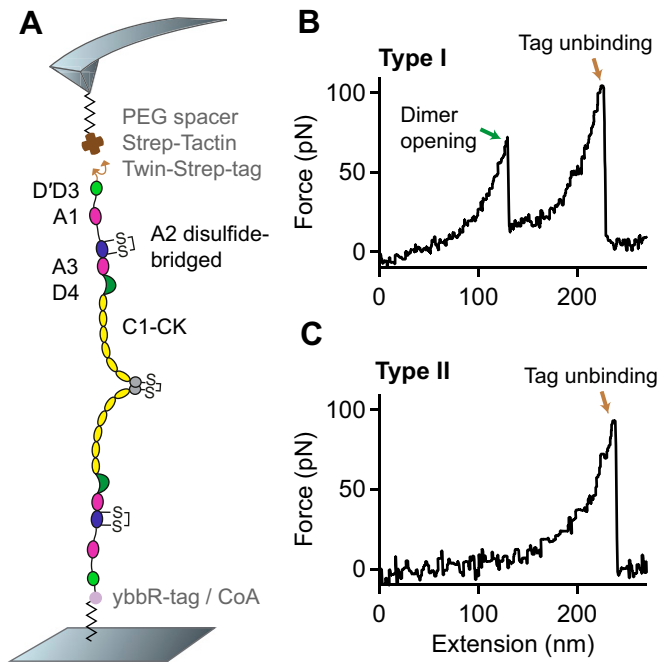 A
PEG spacer
Strep-Tactin
Twin-Strep-tag
D′D3
A1
S
S
A2 disulfide-
bridged
A3
D4
C1-CK
S
S
S
S
ybbR-tag / CoA
B
Type I
Tag unbinding
Dimer
opening
Force (pN)
100
50
0
0 100 200
C
Type II
Tag unbinding
Force (pN)
100
50
0
0 100 200
Extension (nm)